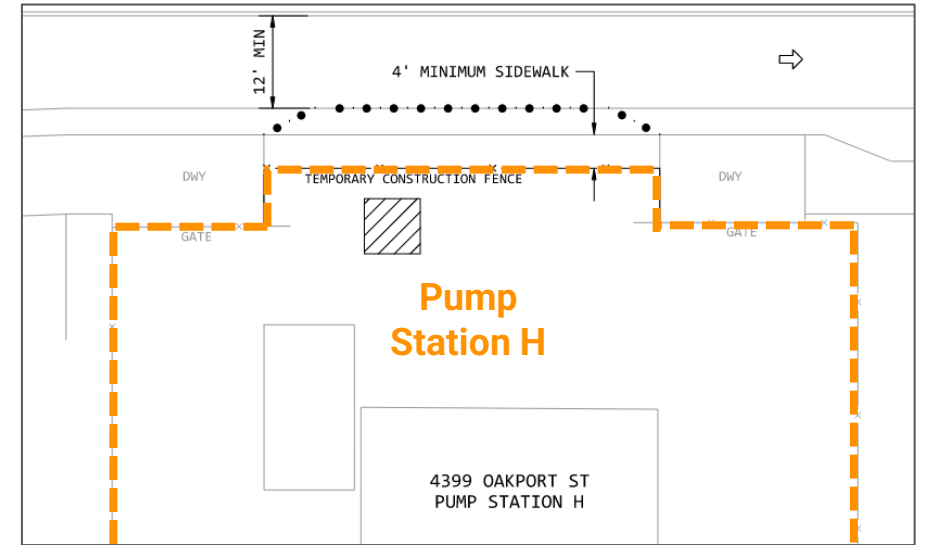 12' MIN
4' MINIMUM SIDEWALK
DWY
DWY
TEMPORARY CONSTRUCTION FENCE
GATE
GATE
Pump
Station H
4399 OAKPORT ST
PUMP STATION H